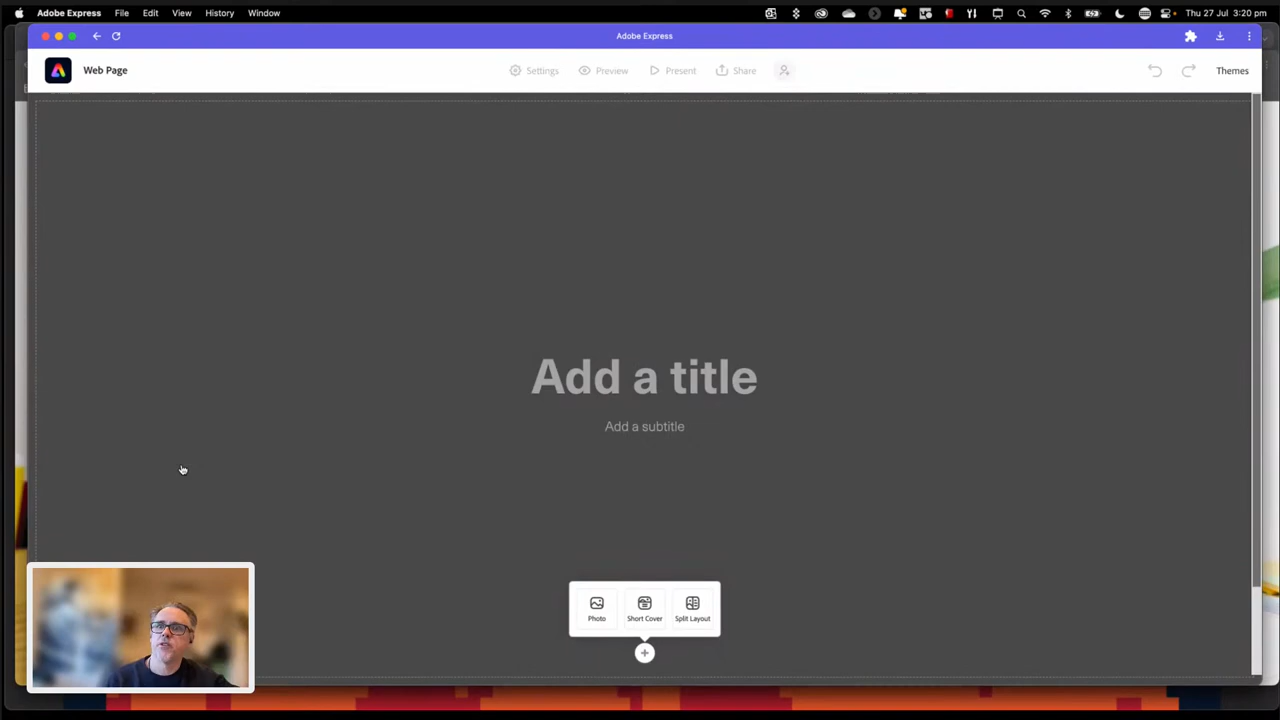 Adobe Express File Edit View History Window Thu 27 Jul 3:20 pm
Adobe Express
Web Page Settings Preview Present Share Themes
Add a title
Add a subtitle
Photo Short Cover Split Layout